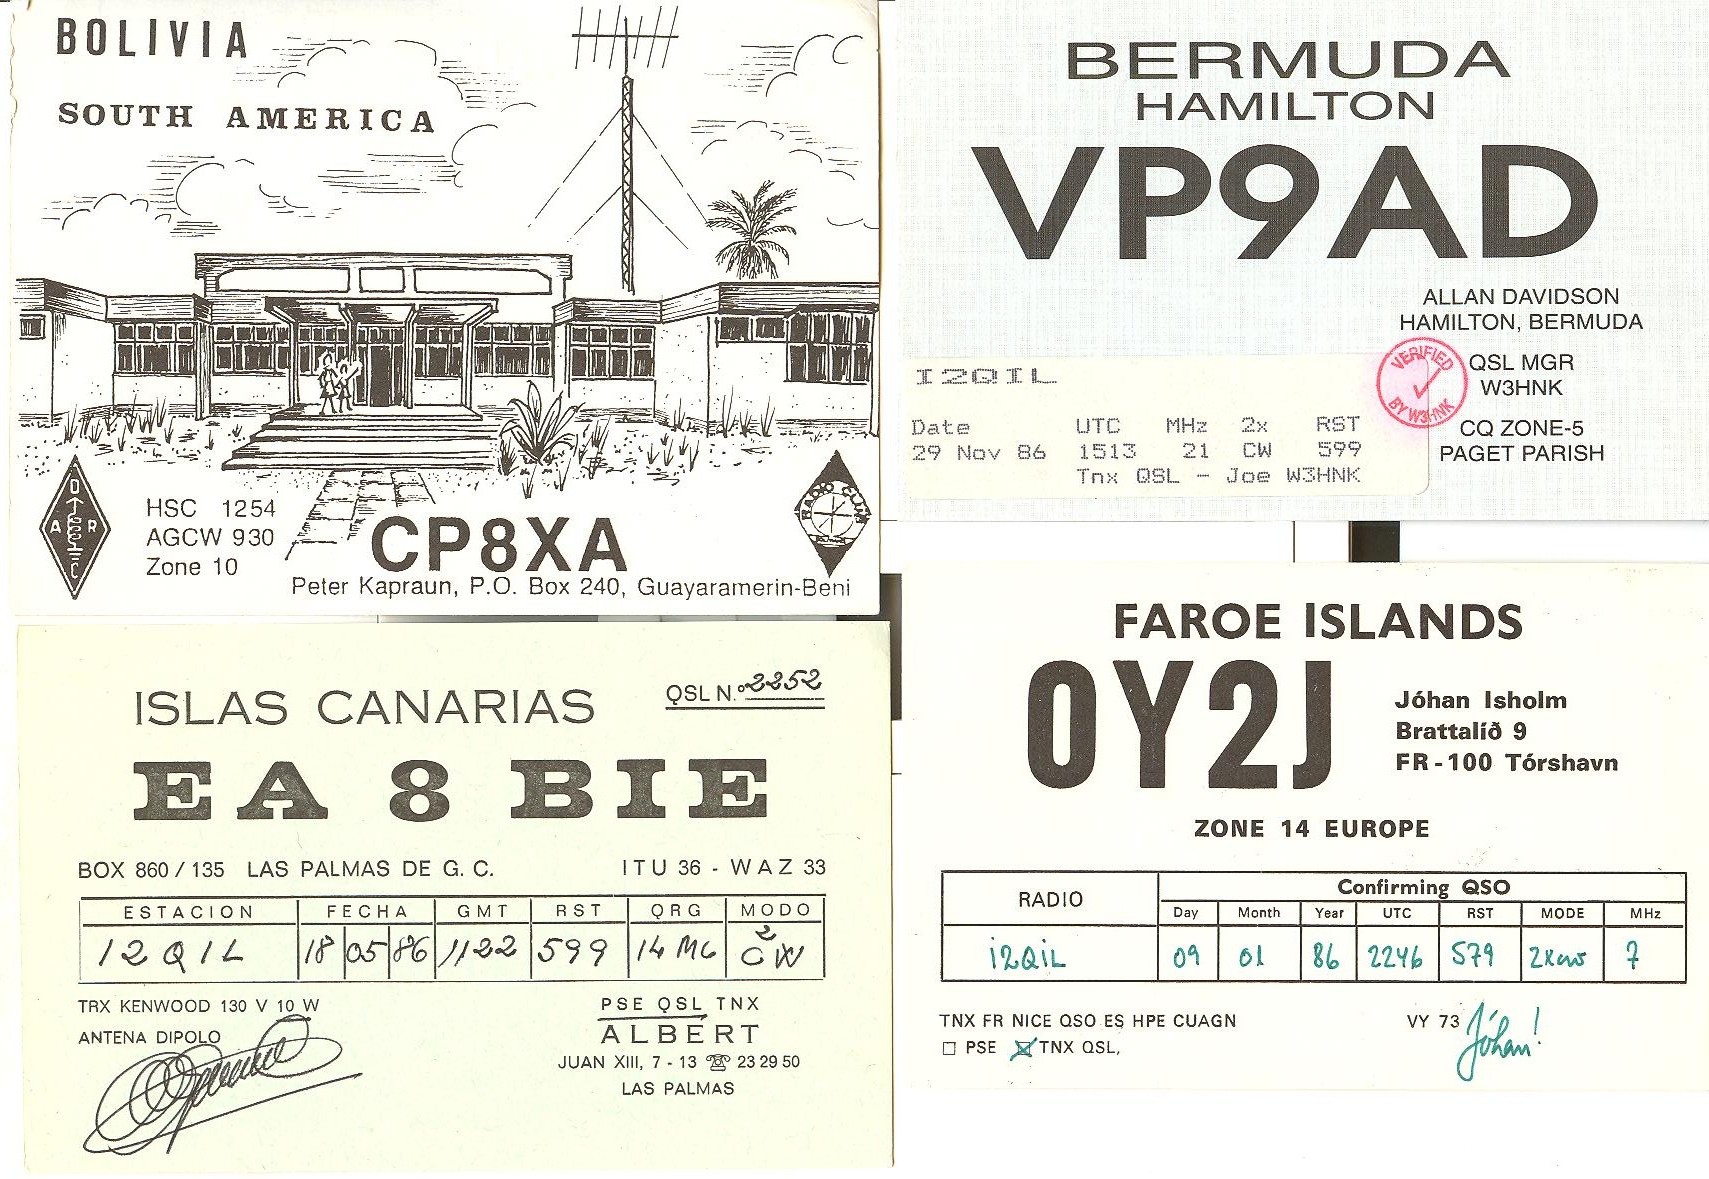 BOLIVIA
SOUTH AMERICA
DARC
RADIO CLUB
HSC 1254
AGCW 930
Zone 10
CP8XA
Peter Kapraun, P.O. Box 240, Guayaramerin-Beni
BERMUDA
HAMILTON
VP9AD
ALLAN DAVIDSON
HAMILTON, BERMUDA
VERIFIED
BY W3HNK
QSL MGR
W3HNK
CQ ZONE-5
PAGET PARISH
I2QIL
Date UTC MHz 2x RST
29 Nov 86 1513 21 CW 599
Tnx QSL - Joe W3HNK
ISLAS CANARIAS
QSL N.º 2252
EA 8 BIE
BOX 860 / 135 LAS PALMAS DE G. C. ITU 36 - WAZ 33
ESTACION FECHA GMT RST QRG MODO
I2QIL 18 05 86 1122 599 14 MC 2 CW
TRX KENWOOD 130 V 10 W
ANTENA DIPOLO
PSE QSL TNX
ALBERT
JUAN XIII, 7 - 13 ☎ 23 29 50
LAS PALMAS
FAROE ISLANDS
OY2J
Jóhan Isholm
Brattalíð 9
FR-100 Tórshavn
ZONE 14 EUROPE
RADIO Confirming QSO
Day Month Year UTC RST MODE MHz
i2QiL 09 01 86 2246 579 2xcw 7
TNX FR NICE QSO ES HPE CUAGN VY 73 Jóhan!
☐ PSE ☒ TNX QSL,